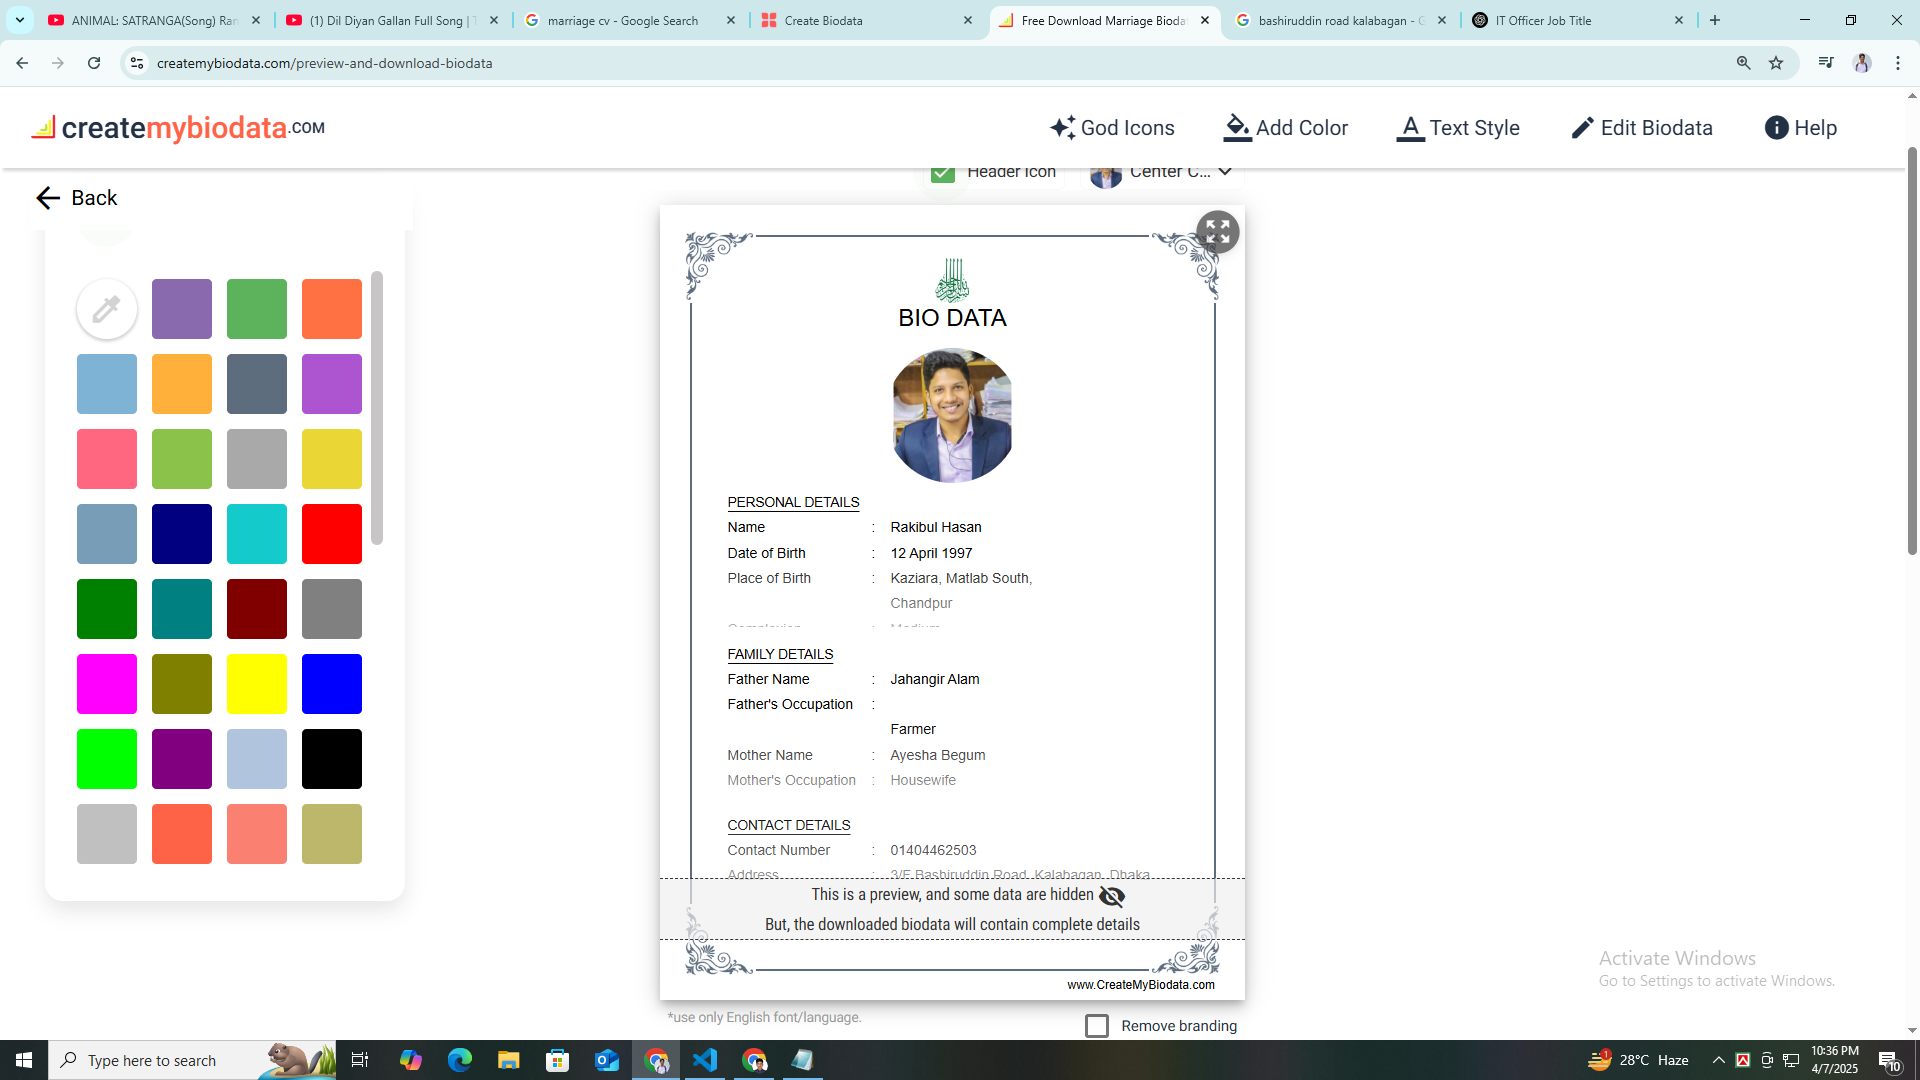 ANIMAL: SATRANGA(Song) Ran
(1) Dil Diyan Gallan Full Song | T
marriage cv - Google Search
Create Biodata
Free Download Marriage Bioda
bashiruddin road kalabagan - G
IT Officer Job Title
createmybiodata.com/preview-and-download-biodata
createmybiodata.COM
God Icons
Add Color
Text Style
Edit Biodata
Help
Back
Header Icon
Center C...
BIO DATA
PERSONAL DETAILS
Name : Rakibul Hasan
Date of Birth : 12 April 1997
Place of Birth : Kaziara, Matlab South,
Chandpur
Complexion : Medium
FAMILY DETAILS
Father Name : Jahangir Alam
Father's Occupation :
Farmer
Mother Name : Ayesha Begum
Mother's Occupation : Housewife
CONTACT DETAILS
Contact Number : 01404462503
Address : 3/F Bashiruddin Road, Kalabagan, Dhaka
This is a preview, and some data are hidden
But, the downloaded biodata will contain complete details
www.CreateMyBiodata.com
*use only English font/language.
Remove branding
Activate Windows
Go to Settings to activate Windows.
Type here to search
1
28°C Haze
10:36 PM
4/7/2025
10